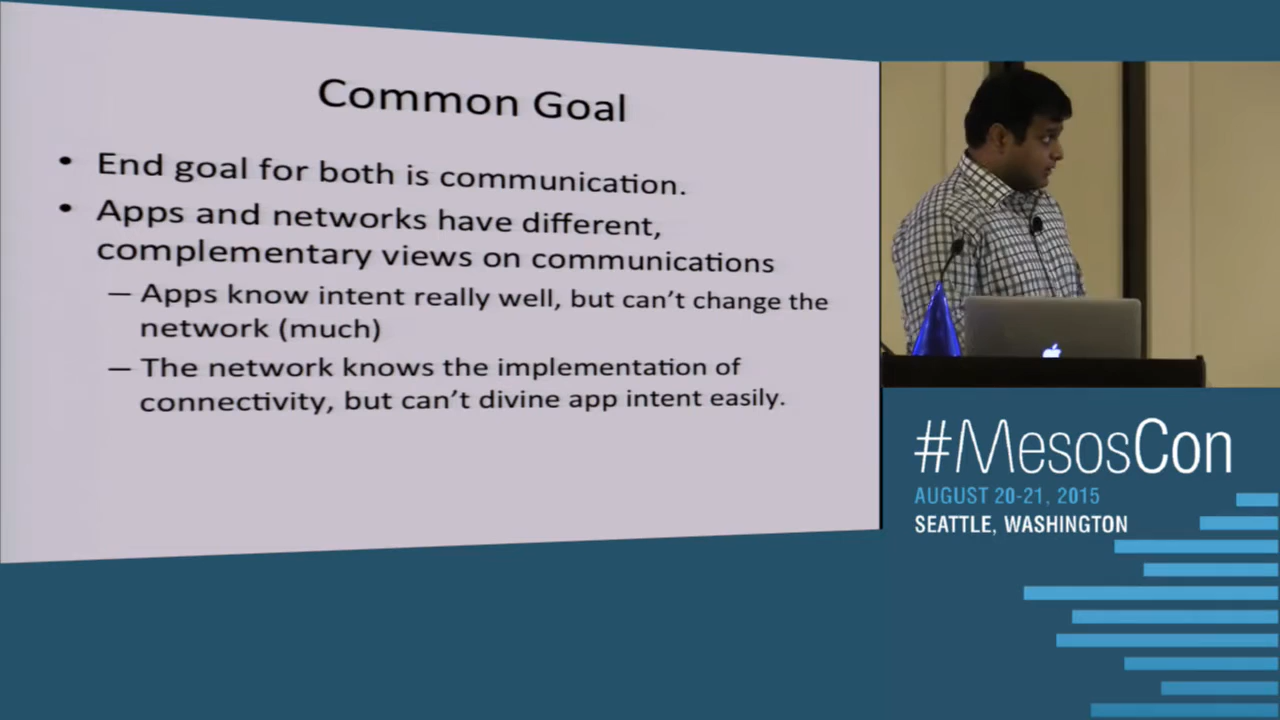 Common Goal
• End goal for both is communication.
• Apps and networks have different,
complementary views on communications
– Apps know intent really well, but can't change the
network (much)
– The network knows the implementation of
connectivity, but can't divine app intent easily.
#MesosCon
AUGUST 20-21, 2015
SEATTLE, WASHINGTON